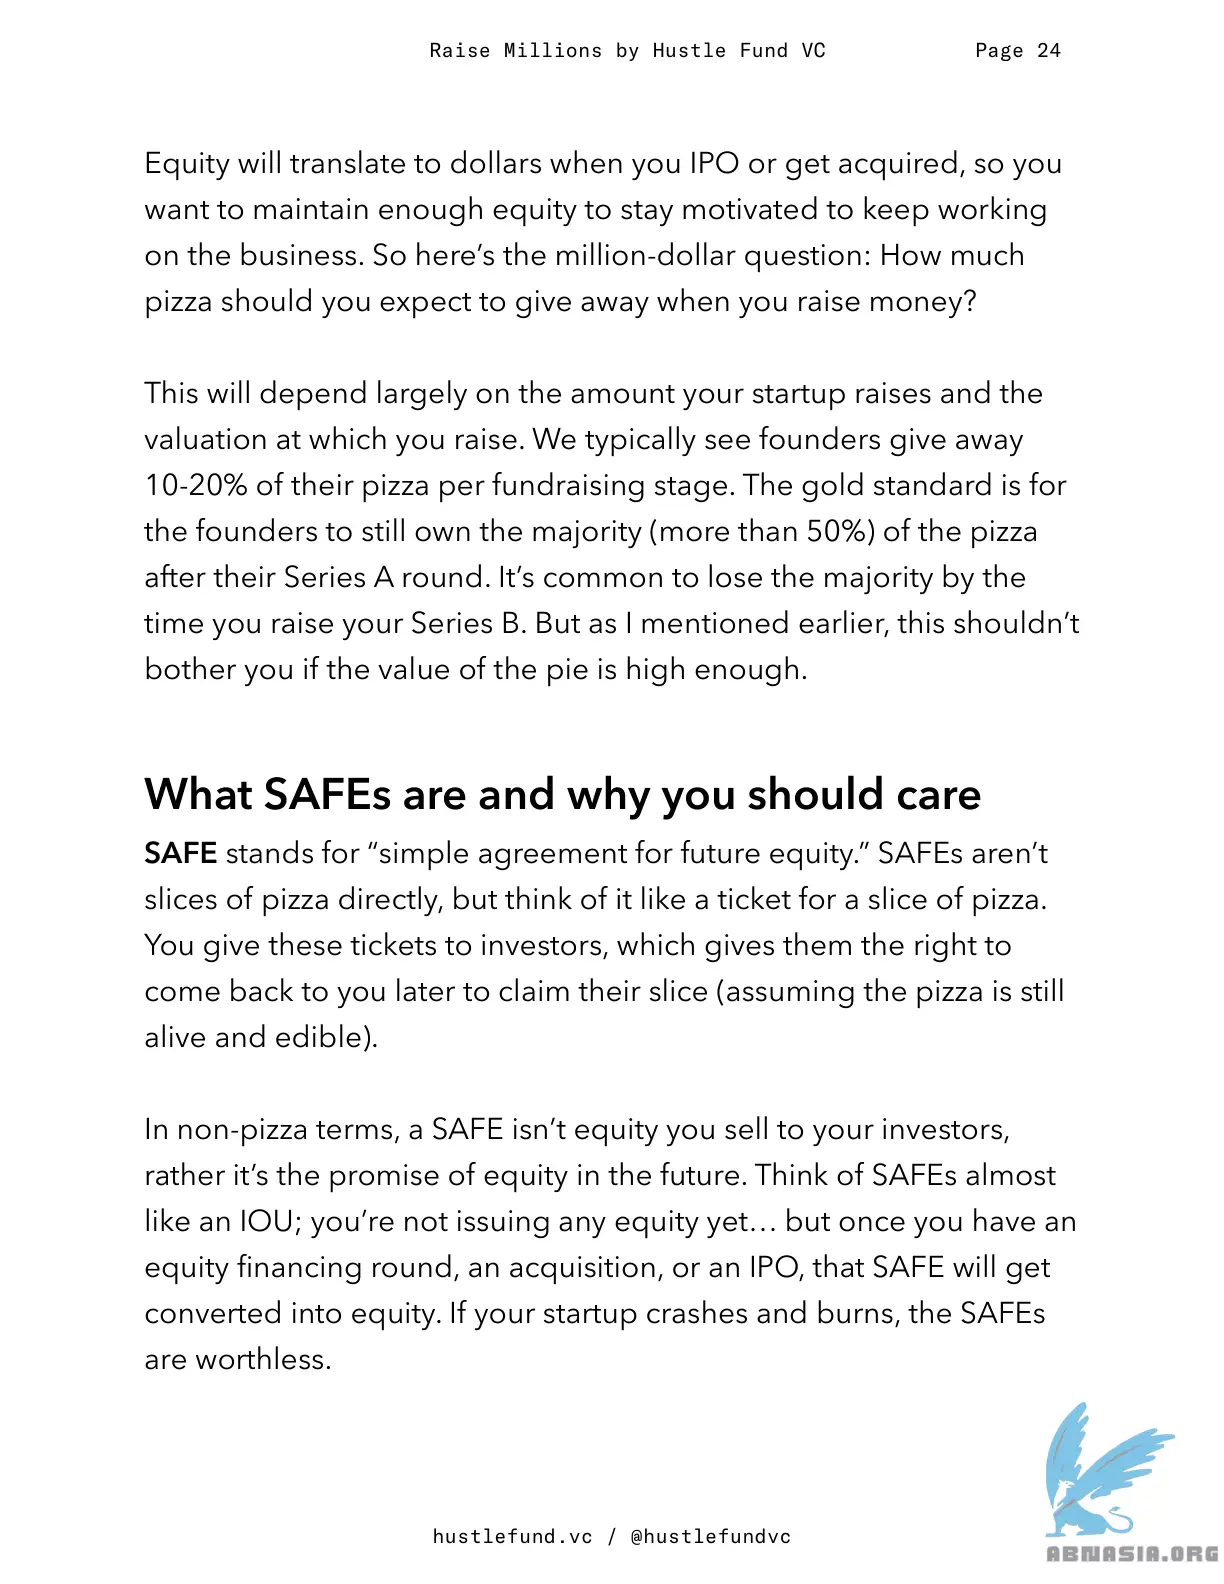 Raise Millions by Hustle Fund VC Page 24
Equity will translate to dollars when you IPO or get acquired, so you
want to maintain enough equity to stay motivated to keep working
on the business. So here’s the million-dollar question: How much
pizza should you expect to give away when you raise money?
This will depend largely on the amount your startup raises and the
valuation at which you raise. We typically see founders give away
10-20% of their pizza per fundraising stage. The gold standard is for
the founders to still own the majority (more than 50%) of the pizza
after their Series A round. It’s common to lose the majority by the
time you raise your Series B. But as I mentioned earlier, this shouldn’t
bother you if the value of the pie is high enough.
What SAFEs are and why you should care
SAFE stands for “simple agreement for future equity.” SAFEs aren’t
slices of pizza directly, but think of it like a ticket for a slice of pizza.
You give these tickets to investors, which gives them the right to
come back to you later to claim their slice (assuming the pizza is still
alive and edible).
In non-pizza terms, a SAFE isn’t equity you sell to your investors,
rather it’s the promise of equity in the future. Think of SAFEs almost
like an IOU; you’re not issuing any equity yet… but once you have an
equity financing round, an acquisition, or an IPO, that SAFE will get
converted into equity. If your startup crashes and burns, the SAFEs
are worthless.
hustlefund.vc / @hustlefundvc
ABNASIA.ORG